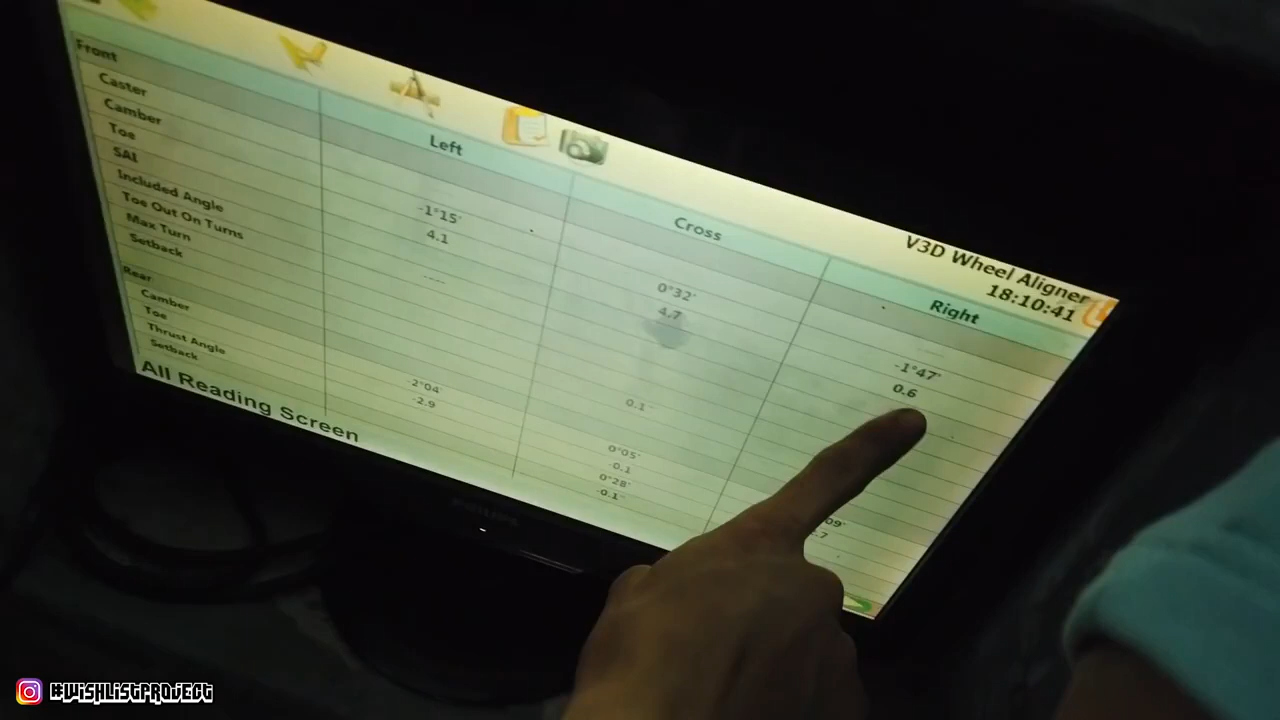 V3D Wheel Aligner
18:10:41
Left Cross Right
Front
Caster
Camber -1°15' 0°32' -1°47'
Toe 4.1 4.7 0.6
SAI
Included Angle
Toe Out On Turns
Max Turn
Setback 0.1"
Rear
Camber -2°04' 0°05' 09'
Toe -2.9 -0.1
Thrust Angle 0°28'
Setback -0.1"
All Reading Screen
PHILIPS
#WISHLISTPROJECT